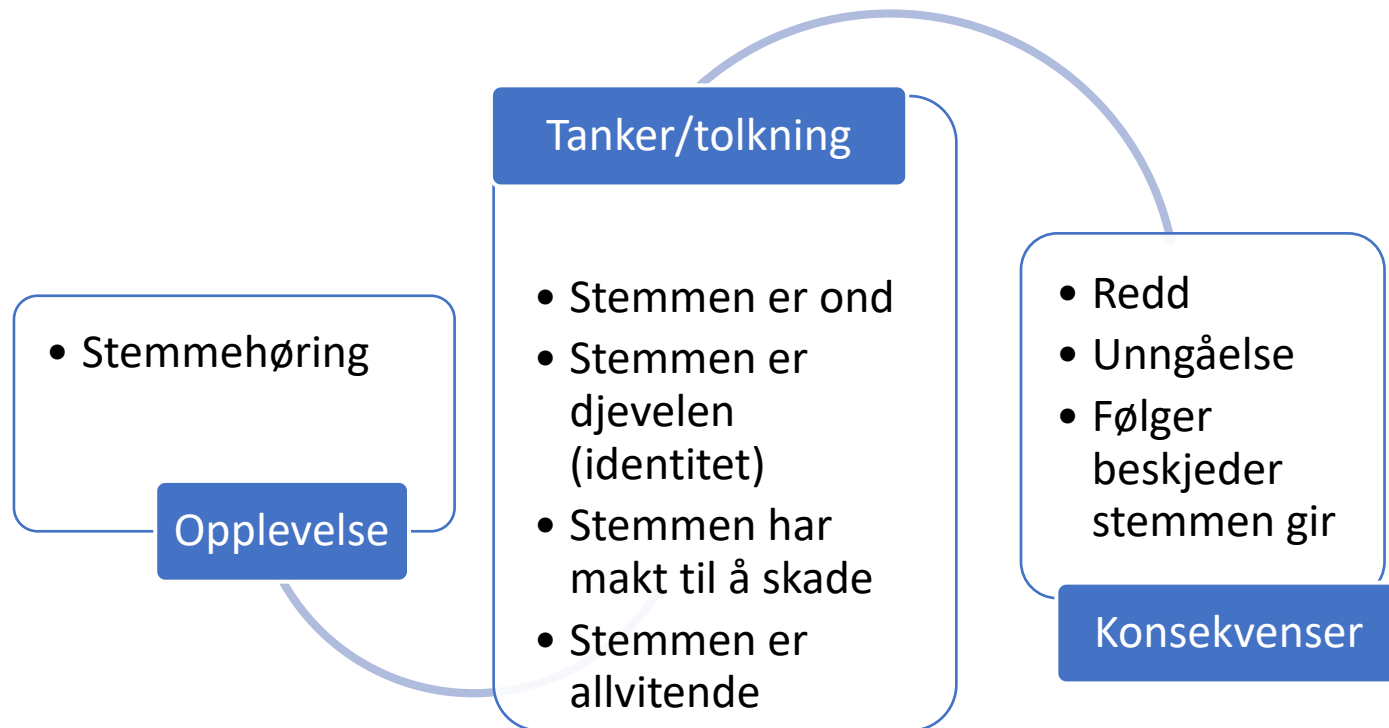 • Stemmehøring
Opplevelse
Tanker/tolkning
• Stemmen er ond
• Stemmen er
djevelen
(identitet)
• Stemmen har
makt til å skade
• Stemmen er
allvitende
• Redd
• Unngåelse
• Følger
beskjeder
stemmen gir
Konsekvenser